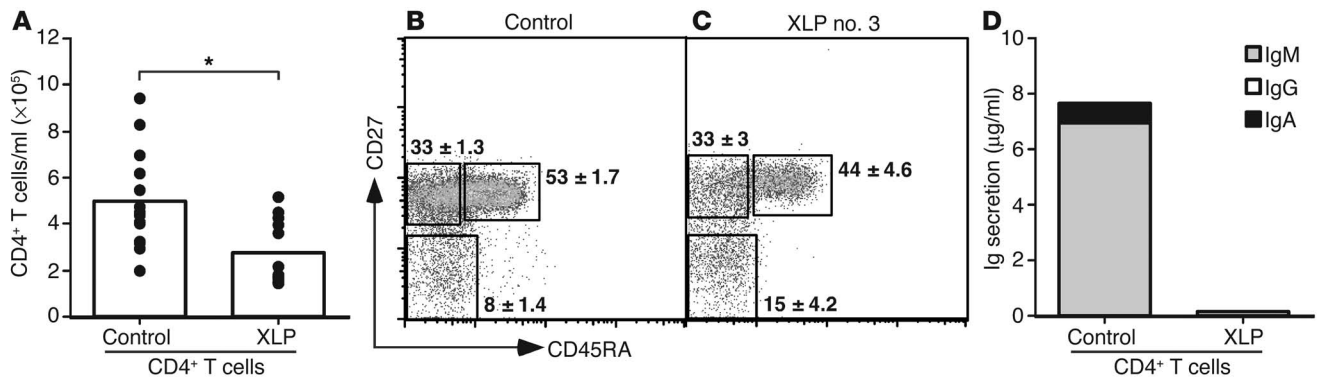 A
CD4⁺ T cells/ml (×10⁵)
12
10
8
6
4
2
0
*
Control
XLP
CD4⁺ T cells
B
Control
CD27
33 ± 1.3
53 ± 1.7
8 ± 1.4
CD45RA
C
XLP no. 3
33 ± 3
44 ± 4.6
15 ± 4.2
D
Ig secretion (μg/ml)
10
8
6
4
2
0
IgM
IgG
IgA
Control
XLP
CD4⁺ T cells